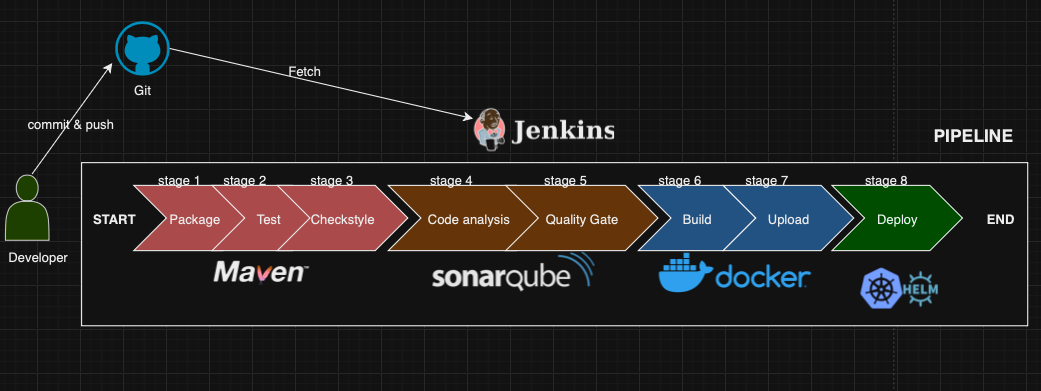 Git
Fetch
commit & push
Jenkins
PIPELINE
Developer
stage 1
stage 2
stage 3
stage 4
stage 5
stage 6
stage 7
stage 8
START
Package
Test
Checkstyle
Code analysis
Quality Gate
Build
Upload
Deploy
END
Maven™
sonarqube
docker
HELM